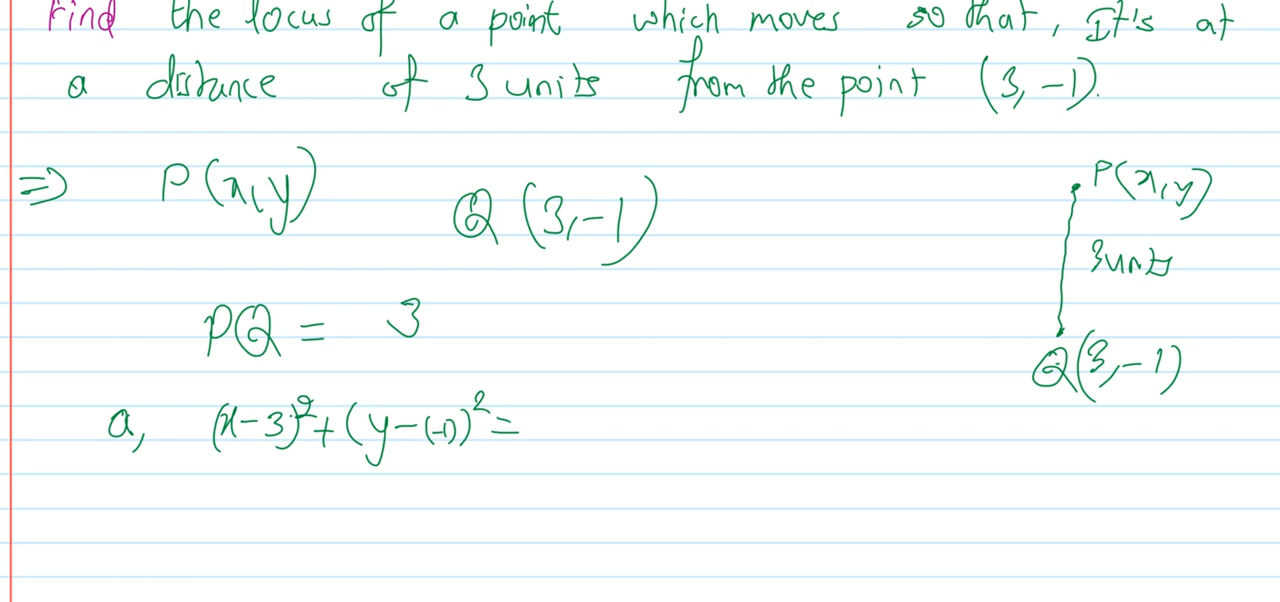 Find the locus of a point which moves so that, It's at
a distance of 3 units from the point (3, -1).
=> P(x,y) Q(3,-1)
PQ = 3
a, (x-3)²+(y-(-1))²=
P(x,y)
3 units
Q(3,-1)